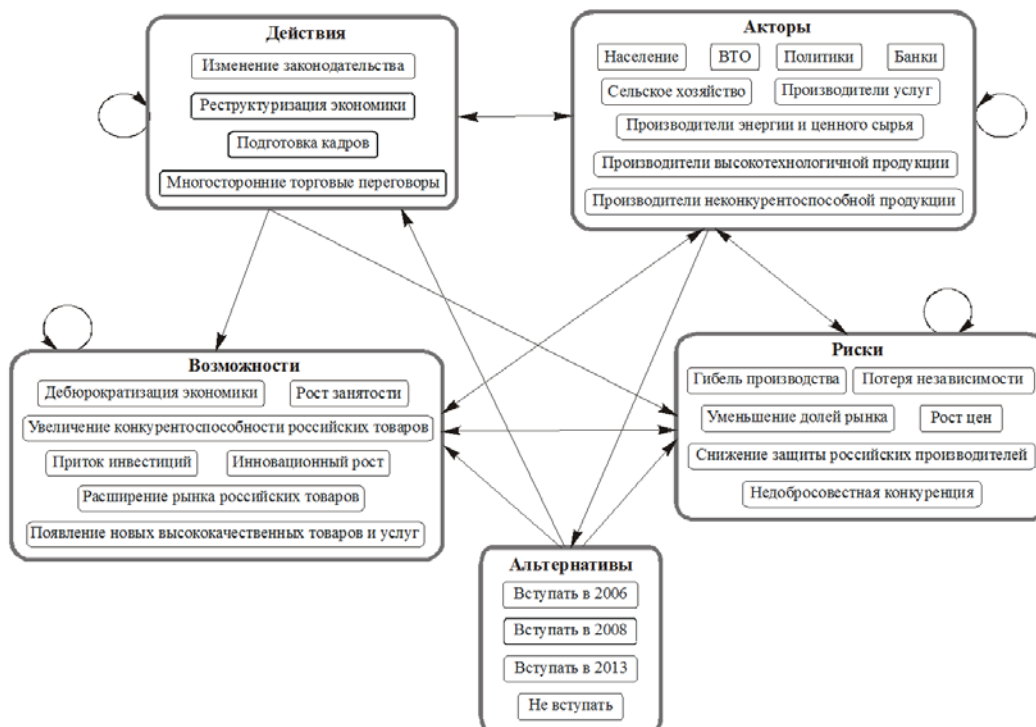 Действия
Изменение законодательства
Реструктуризация экономики
Подготовка кадров
Многосторонние торговые переговоры
Акторы
Население ВТО Политики Банки
Сельское хозяйство Производители услуг
Производители энергии и ценного сырья
Производители высокотехнологичной продукции
Производители неконкурентоспособной продукции
Возможности
Дебюрократизация экономики Рост занятости
Увеличение конкурентоспособности российских товаров
Приток инвестиций Инновационный рост
Расширение рынка российских товаров
Появление новых высококачественных товаров и услуг
Риски
Гибель производства Потеря независимости
Уменьшение долей рынка Рост цен
Снижение защиты российских производителей
Недобросовестная конкуренция
Альтернативы
Вступать в 2006
Вступать в 2008
Вступать в 2013
Не вступать